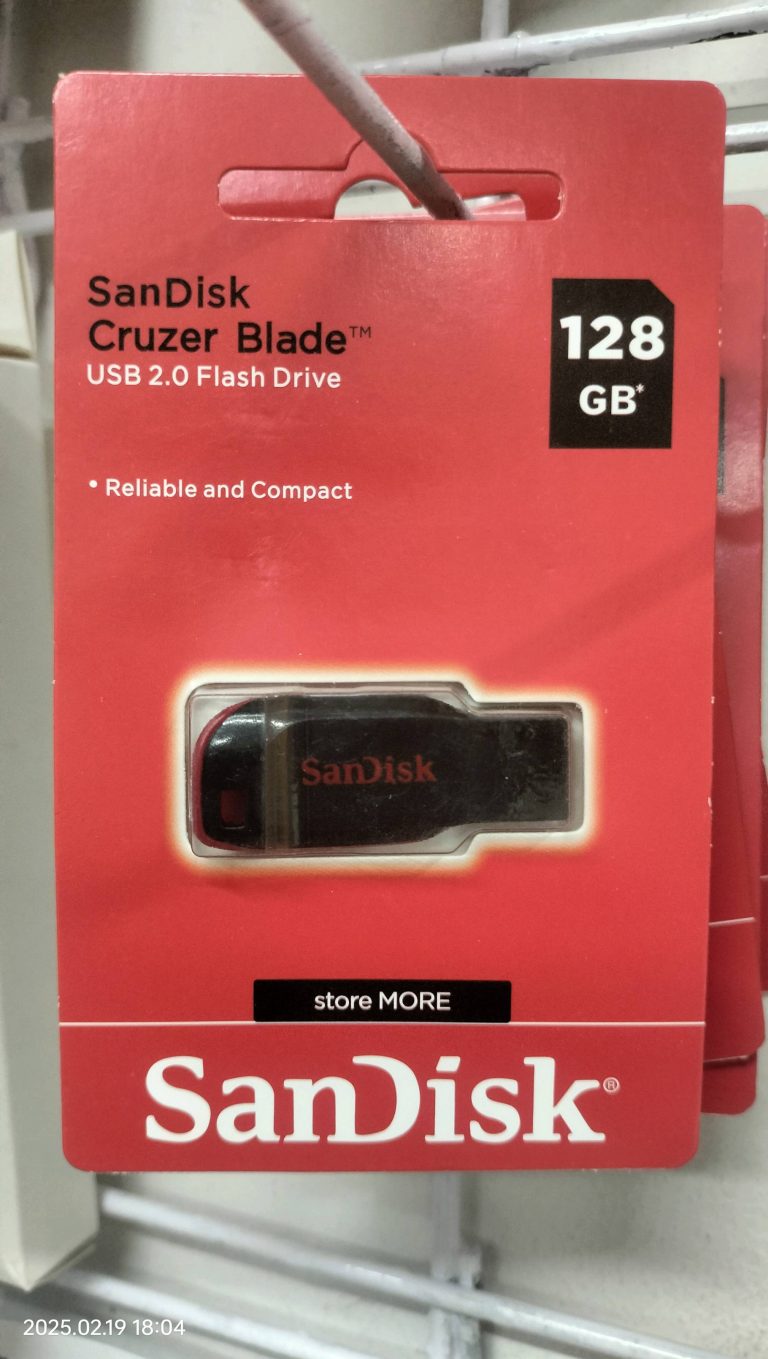 SanDisk
Cruzer Blade™
USB 2.0 Flash Drive
128
GB*
• Reliable and Compact
SanDisk
store MORE
SanDisk®
2025.02.19 18:04